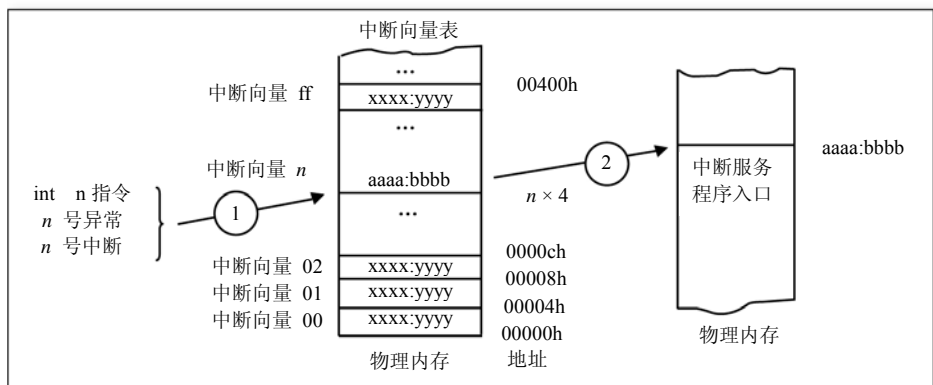 中断向量表
...
中断向量 ff
xxxx:yyyy
00400h
...
中断向量 n
aaaa:bbbb
int n 指令
n 号异常
n 号中断
1
2
n × 4
中断服务
程序入口
aaaa:bbbb
...
0000ch
中断向量 02
xxxx:yyyy
00008h
中断向量 01
xxxx:yyyy
00004h
中断向量 00
xxxx:yyyy
00000h
物理内存
地址
物理内存